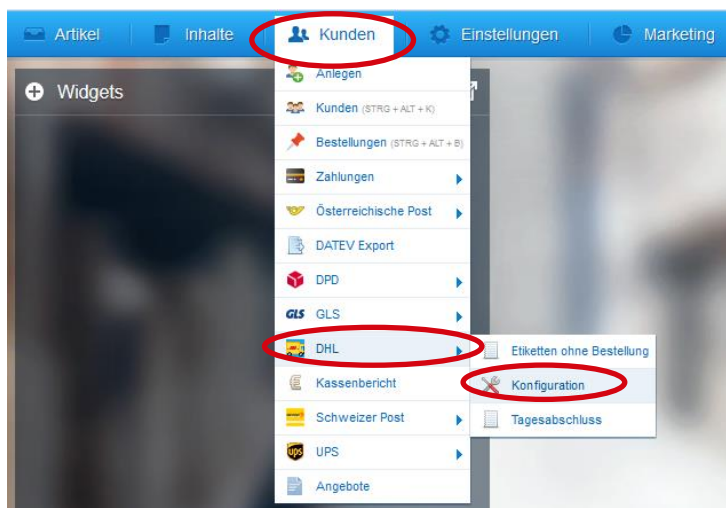 Artikel Inhalte Kunden Einstellungen Marketing
Widgets
Anlegen
Kunden (STRG + ALT + K)
Bestellungen (STRG + ALT + B)
Zahlungen
Österreichische Post
DATEV Export
DPD
GLS GLS
DHL
Etiketten ohne Bestellung
Konfiguration
Kassenbericht
Tagesabschluss
Schweizer Post
ups UPS
Angebote